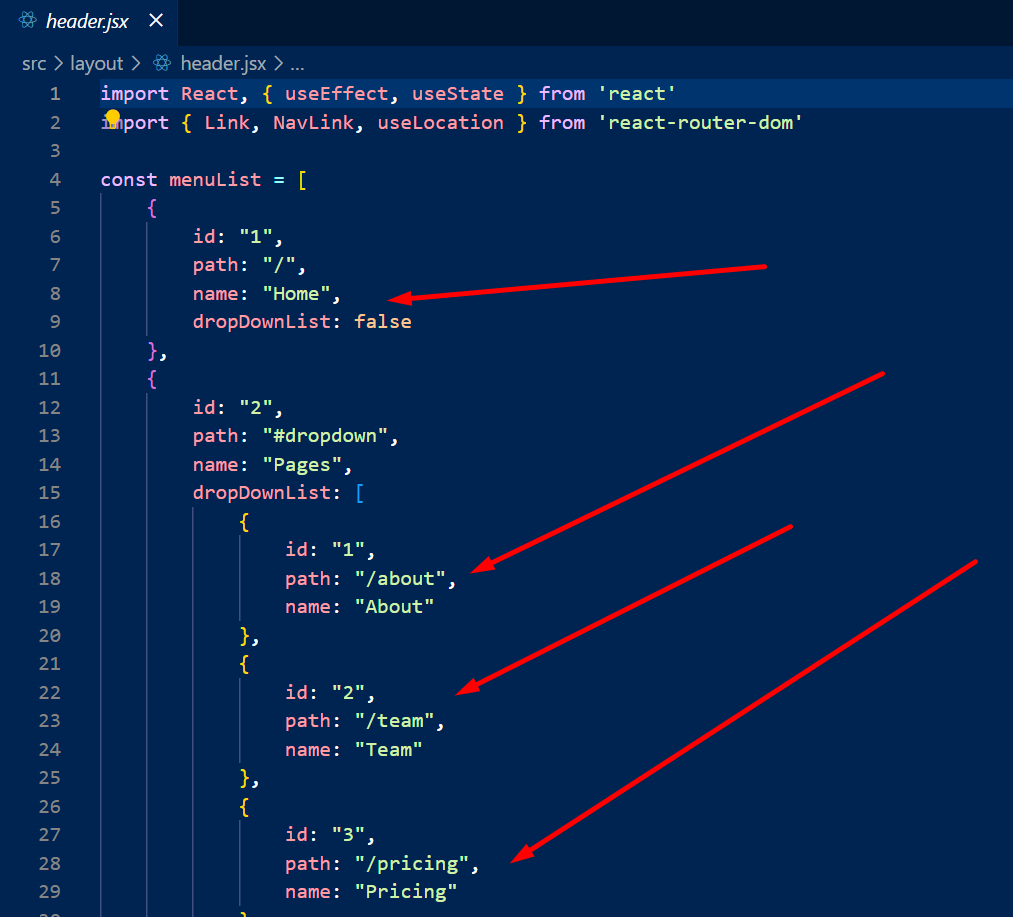 header.jsx ×
src > layout > header.jsx > ...
1 import React, { useEffect, useState } from 'react'
2 import { Link, NavLink, useLocation } from 'react-router-dom'
3
4 const menuList = [
5 {
6 id: "1",
7 path: "/",
8 name: "Home",
9 dropDownList: false
10 },
11 {
12 id: "2",
13 path: "#dropdown",
14 name: "Pages",
15 dropDownList: [
16 {
17 id: "1",
18 path: "/about",
19 name: "About"
20 },
21 {
22 id: "2",
23 path: "/team",
24 name: "Team"
25 },
26 {
27 id: "3",
28 path: "/pricing",
29 name: "Pricing"